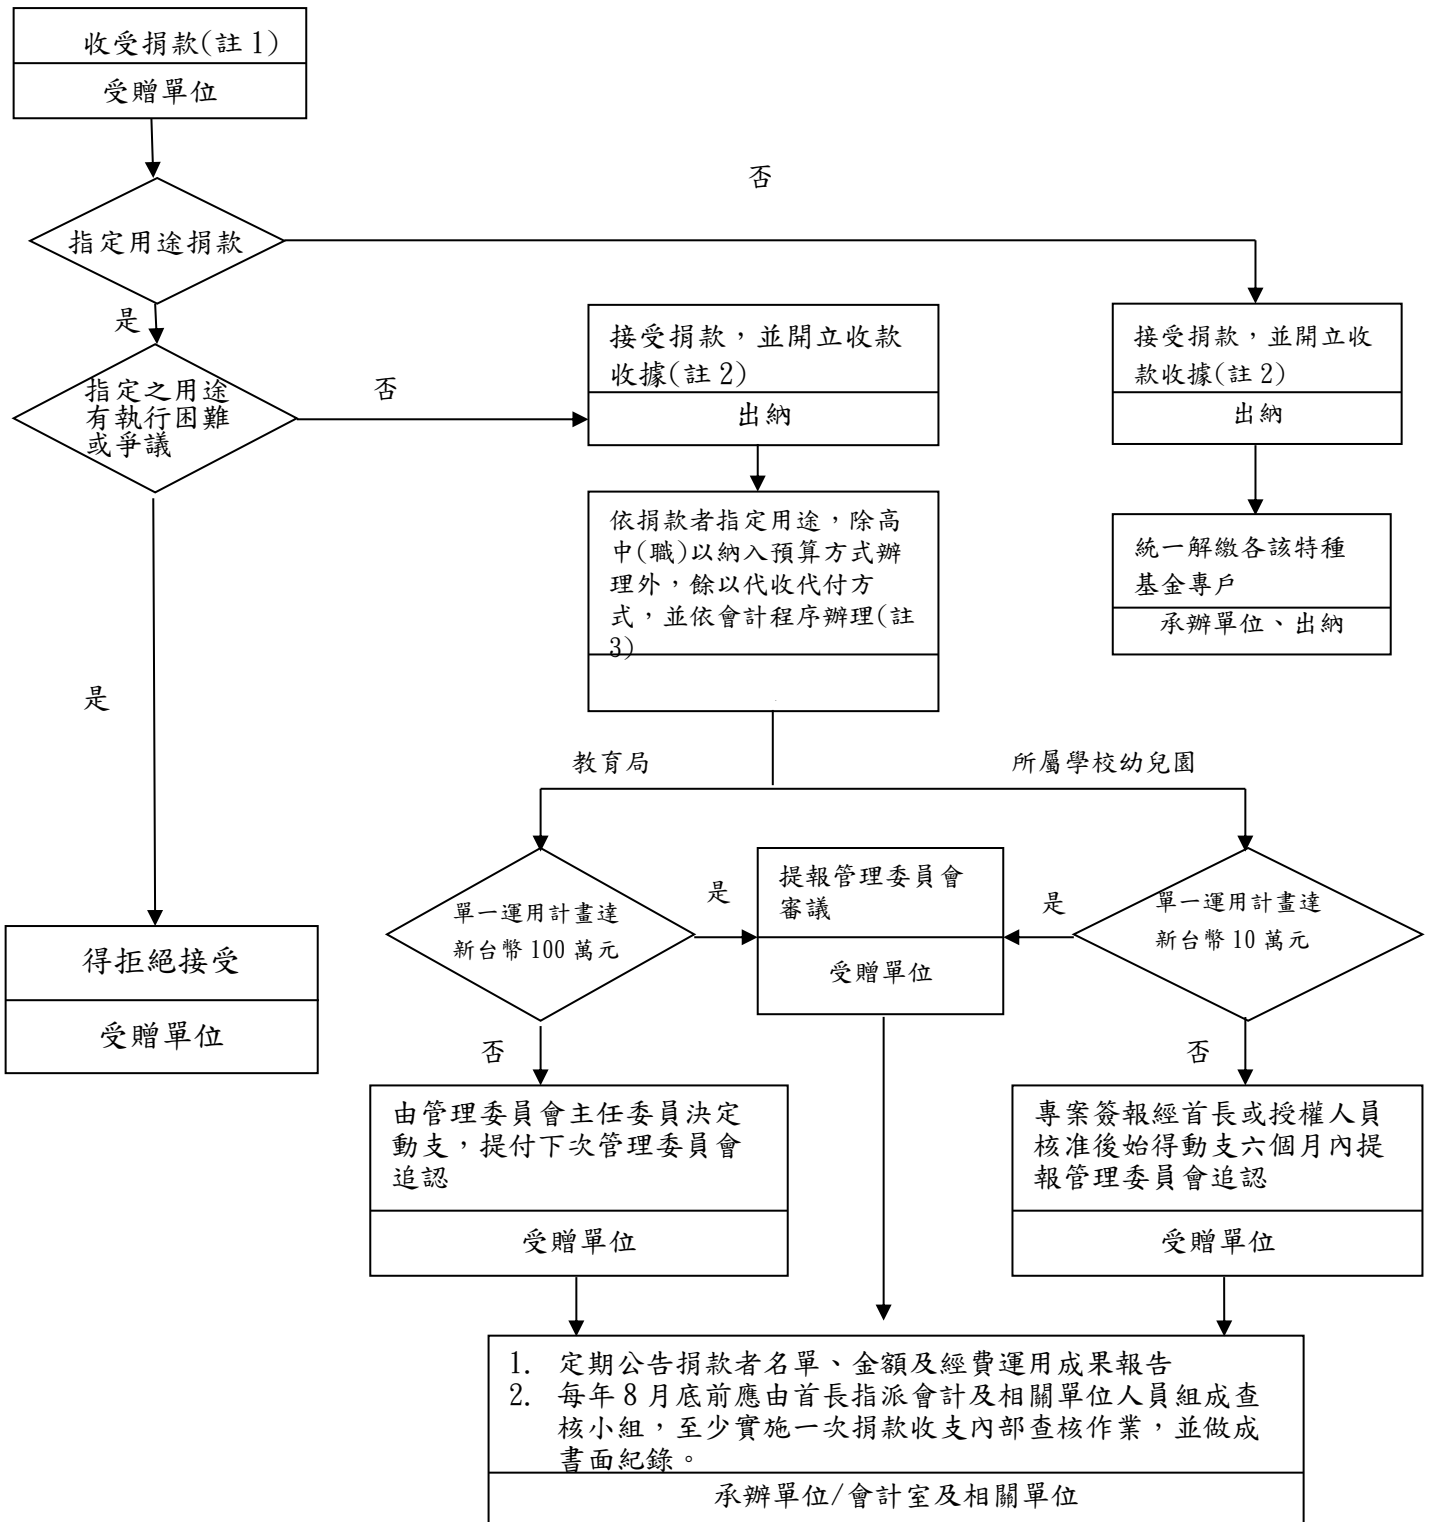 收受捐款(註1)
受贈單位
否
指定用途捐款
是
指定之用途
有執行困難
或爭議
否
接受捐款，並開立收款
收據(註2)
出納
接受捐款，並開立收
款收據(註2)
出納
依捐款者指定用途，除高
中(職)以納入預算方式辦
理外，餘以代收代付方
式，並依會計程序辦理(註
3)
統一解繳各該特種
基金專戶
承辦單位、出納
是
教育局
所屬學校幼兒園
單一運用計畫達
新台幣100萬元
是
提報管理委員會
審議
受贈單位
是
單一運用計畫達
新台幣10萬元
得拒絕接受
受贈單位
否
否
由管理委員會主任委員決定
動支，提付下次管理委員會
追認
受贈單位
專案簽報經首長或授權人員
核准後始得動支六個月內提
報管理委員會追認
受贈單位
1. 定期公告捐款者名單、金額及經費運用成果報告
2. 每年8月底前應由首長指派會計及相關單位人員組成查
核小組，至少實施一次捐款收支內部查核作業，並做成
書面紀錄。
承辦單位/會計室及相關單位